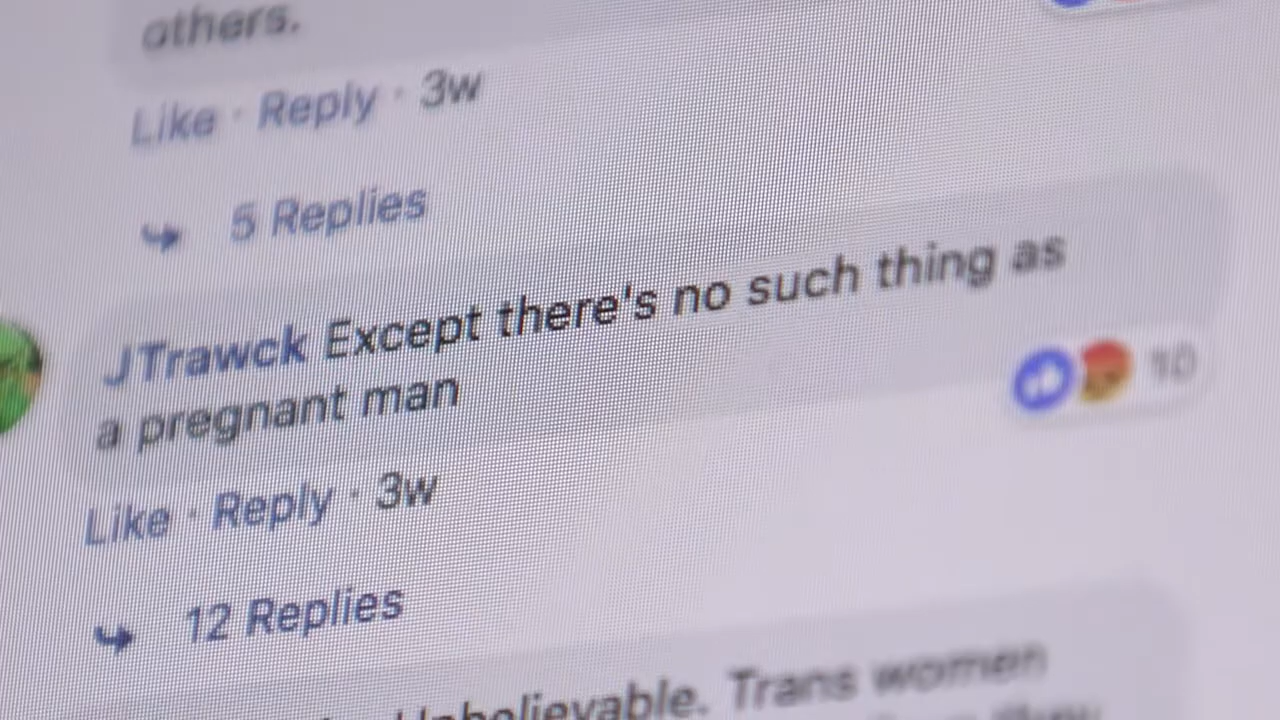 others.
Like · Reply · 3w
5 Replies
JTrawck Except there's no such thing as
a pregnant man
10
Like · Reply · 3w
12 Replies
Unbelievable. Trans women